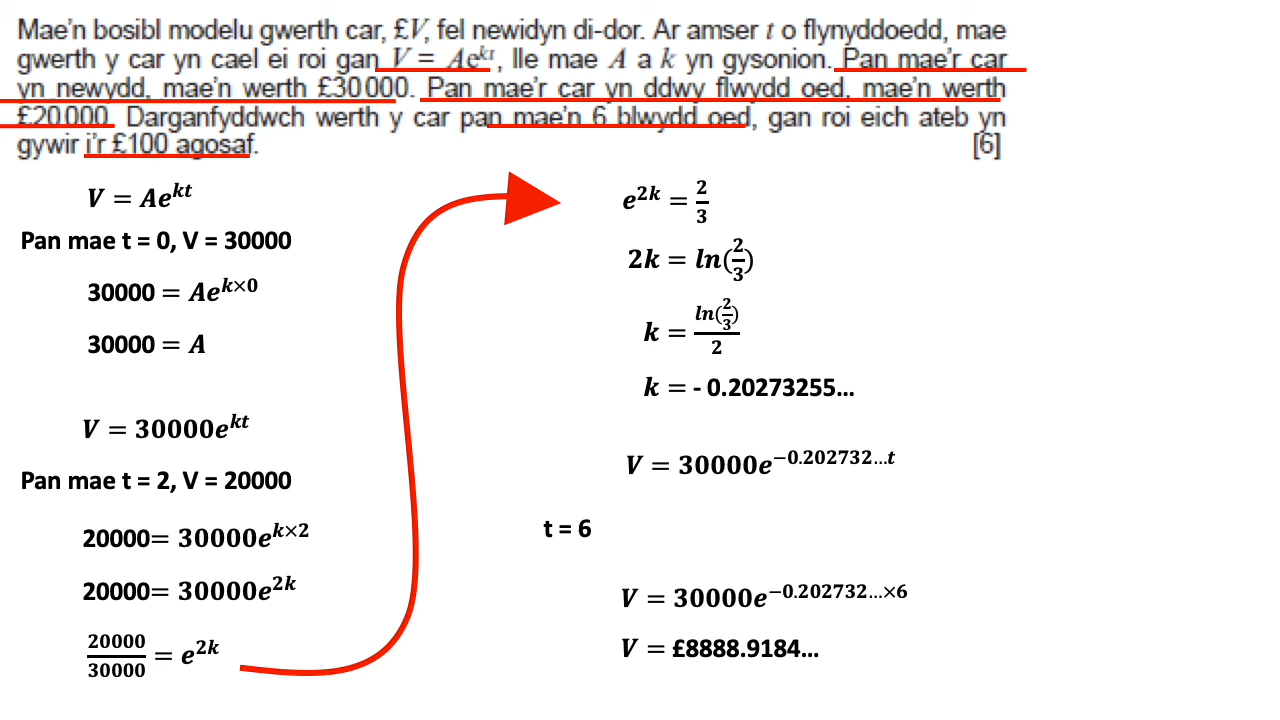 Mae'n bosibl modelu gwerth car, £V, fel newidyn di-dor. Ar amser t o flynyddoedd, mae
gwerth y car yn cael ei roi gan V = Ae^{kt}, lle mae A a k yn gysonion. Pan mae'r car
yn newydd, mae'n werth £30 000. Pan mae'r car yn ddwy flwydd oed, mae'n werth
£20 000. Darganfyddwch werth y car pan mae'n 6 blwydd oed, gan roi eich ateb yn
gywir i'r £100 agosaf. [6]
V = Ae^{kt}
Pan mae t = 0, V = 30000
30000 = Ae^{k×0}
30000 = A
V = 30000e^{kt}
Pan mae t = 2, V = 20000
20000= 30000e^{k×2}
20000= 30000e^{2k}
20000/30000 = e^{2k}
e^{2k} = 2/3
2k = ln(2/3)
k = ln(2/3)/2
k = - 0.20273255...
V = 30000e^{−0.202732...t}
t = 6
V = 30000e^{−0.202732...×6}
V = £8888.9184...